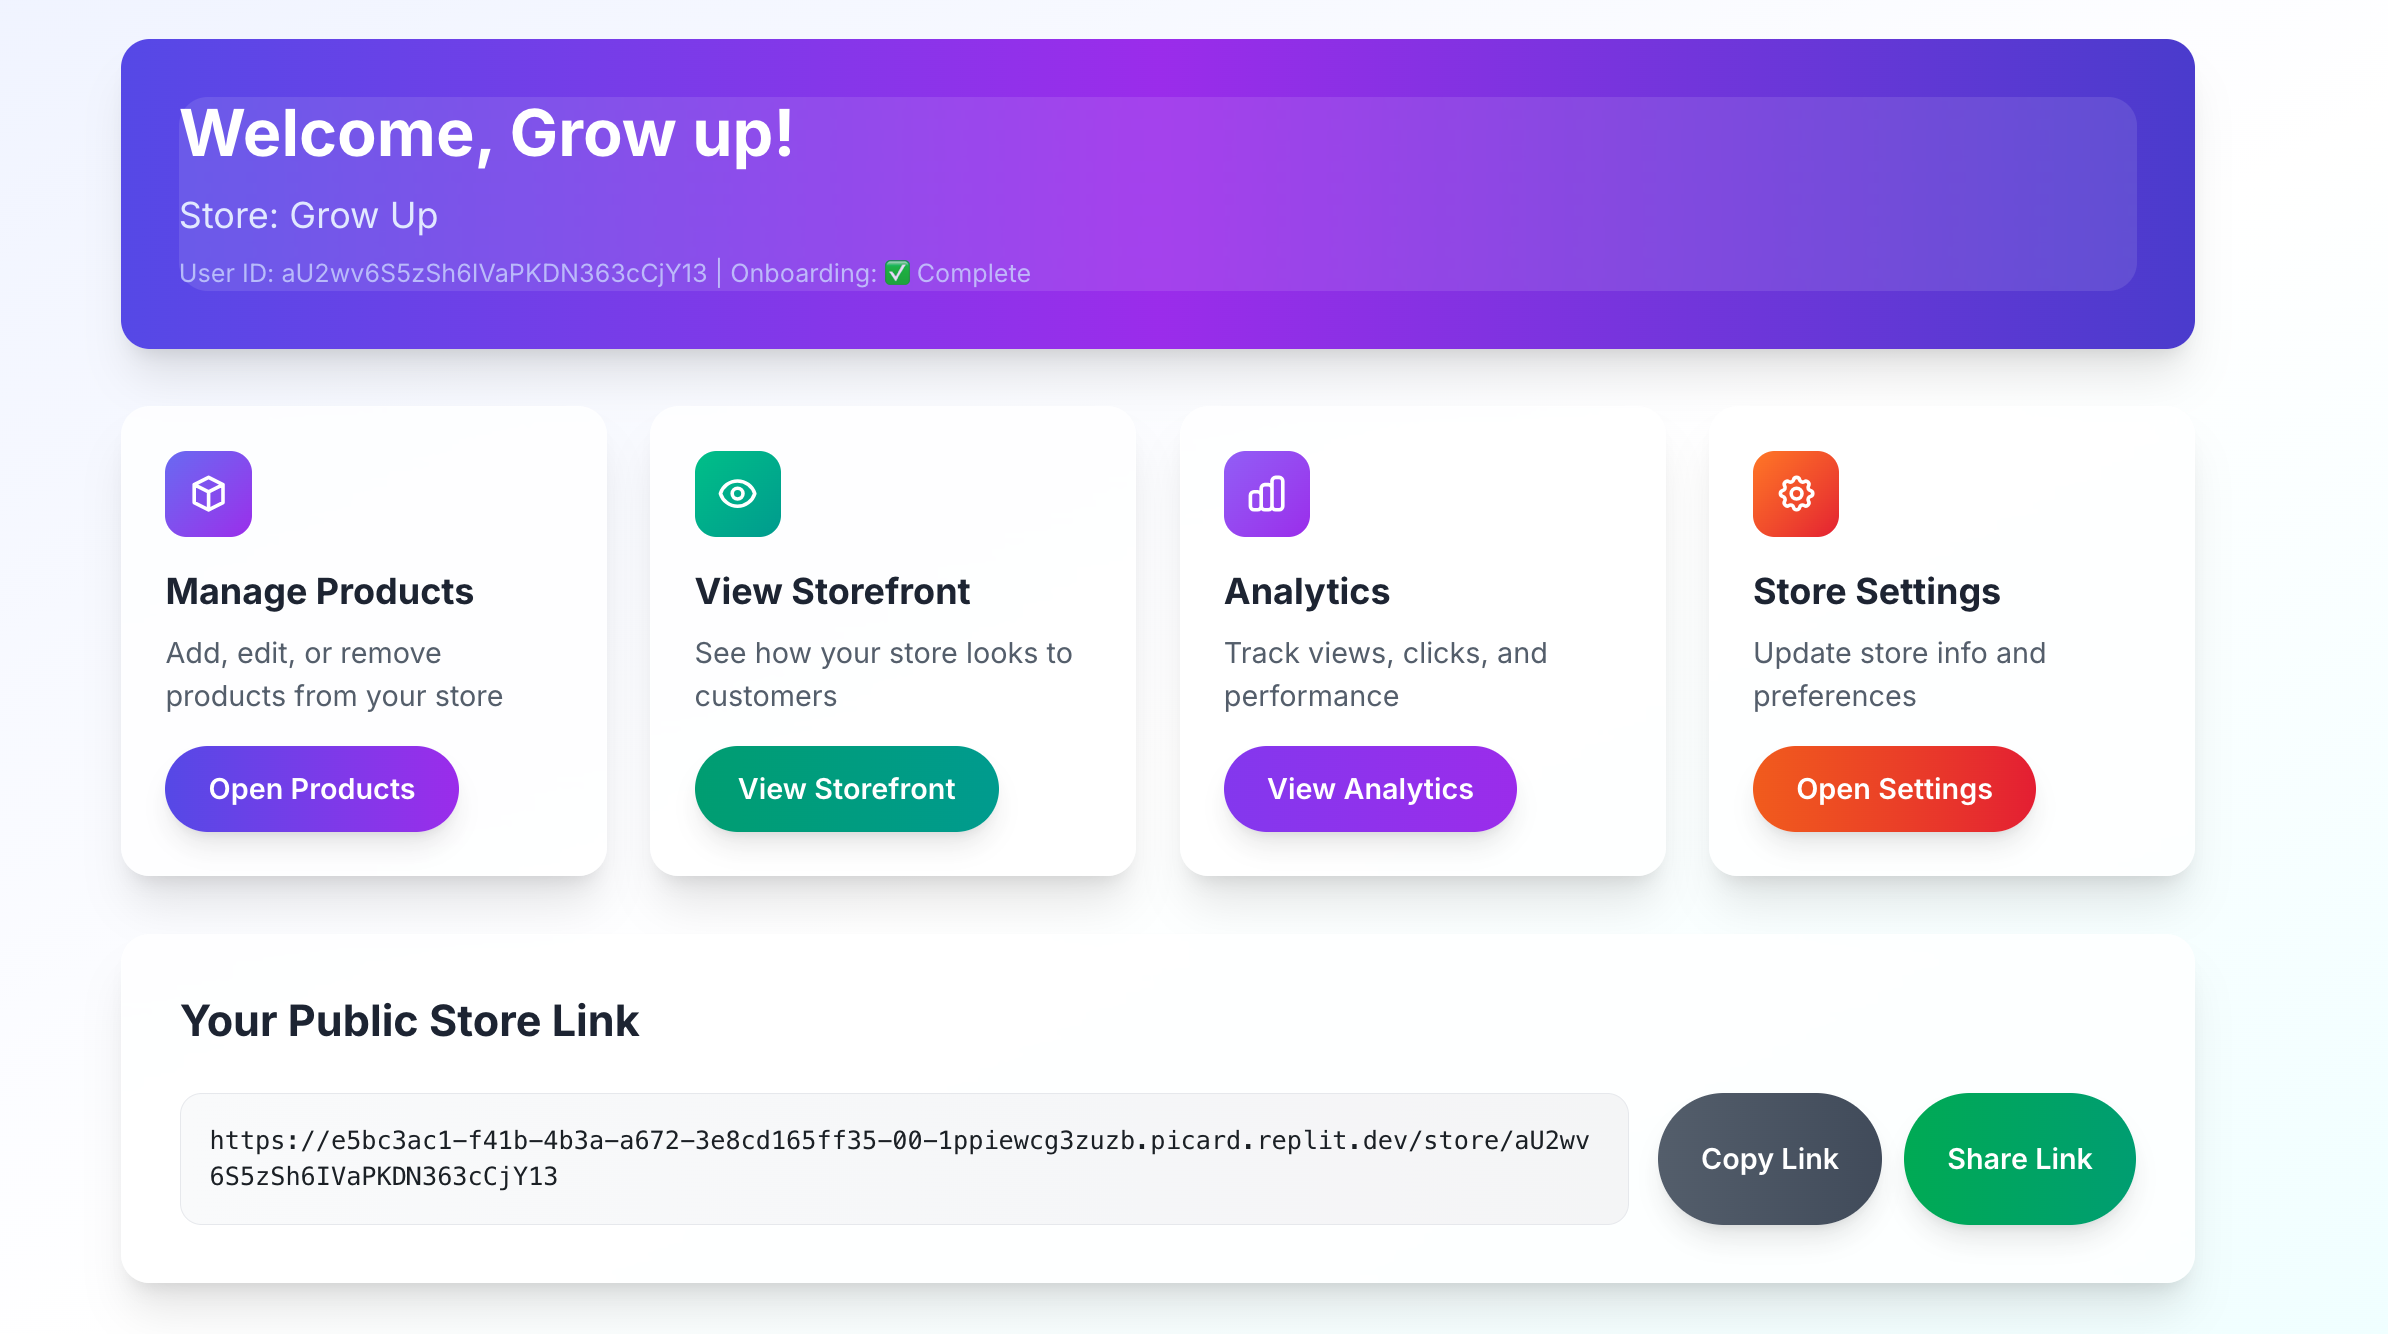 Welcome, Grow up!
Store: Grow Up
User ID: aU2wv6S5zSh6IVaPKDN363cCjY13 | Onboarding: ✅ Complete
Manage Products
Add, edit, or remove
products from your store
Open Products
View Storefront
See how your store looks to
customers
View Storefront
Analytics
Track views, clicks, and
performance
View Analytics
Store Settings
Update store info and
preferences
Open Settings
Your Public Store Link
https://e5bc3ac1-f41b-4b3a-a672-3e8cd165ff35-00-1ppiewcg3zuzb.picard.replit.dev/store/aU2wv
6S5zSh6IVaPKDN363cCjY13
Copy Link
Share Link